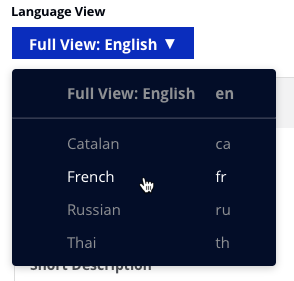 Language View
Full View: English ▼
Full View: English en
Catalan ca
French fr
Russian ru
Thai th
Short Description